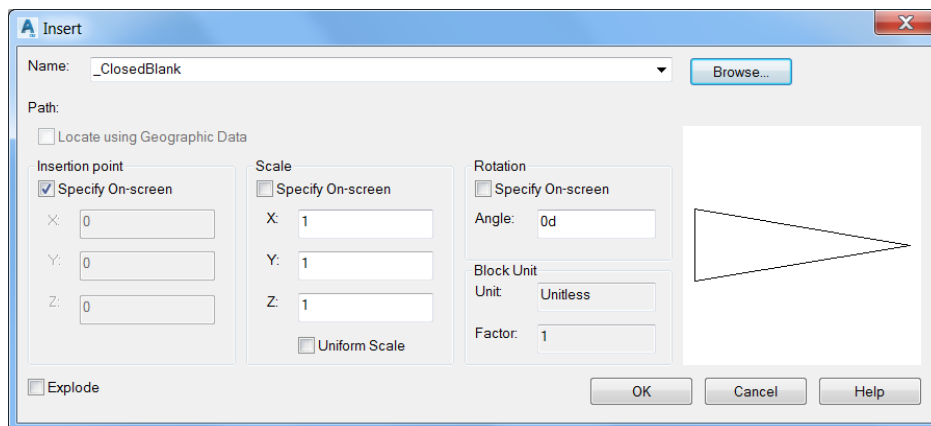 Insert
Name:
_ClosedBlank
Browse...
Path:
Locate using Geographic Data
Insertion point
Specify On-screen
X:
0
Y:
0
Z:
0
Scale
Specify On-screen
X:
1
Y:
1
Z:
1
Uniform Scale
Rotation
Specify On-screen
Angle:
0d
Block Unit
Unit:
Unitless
Factor:
1
Explode
OK
Cancel
Help